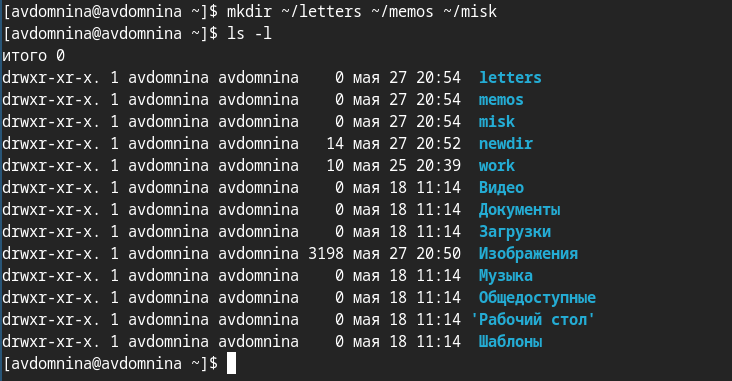 [avdomnina@avdomnina ~]$ mkdir ~/letters ~/memos ~/misk
[avdomnina@avdomnina ~]$ ls -l
итого 0
drwxr-xr-x. 1 avdomnina avdomnina    0 мая 27 20:54  letters
drwxr-xr-x. 1 avdomnina avdomnina    0 мая 27 20:54  memos
drwxr-xr-x. 1 avdomnina avdomnina    0 мая 27 20:54  misk
drwxr-xr-x. 1 avdomnina avdomnina   14 мая 27 20:52  newdir
drwxr-xr-x. 1 avdomnina avdomnina   10 мая 25 20:39  work
drwxr-xr-x. 1 avdomnina avdomnina    0 мая 18 11:14  Видео
drwxr-xr-x. 1 avdomnina avdomnina    0 мая 18 11:14  Документы
drwxr-xr-x. 1 avdomnina avdomnina    0 мая 18 11:14  Загрузки
drwxr-xr-x. 1 avdomnina avdomnina 3198 мая 27 20:50  Изображения
drwxr-xr-x. 1 avdomnina avdomnina    0 мая 18 11:14  Музыка
drwxr-xr-x. 1 avdomnina avdomnina    0 мая 18 11:14  Общедоступные
drwxr-xr-x. 1 avdomnina avdomnina    0 мая 18 11:14 'Рабочий стол'
drwxr-xr-x. 1 avdomnina avdomnina    0 мая 18 11:14  Шаблоны
[avdomnina@avdomnina ~]$